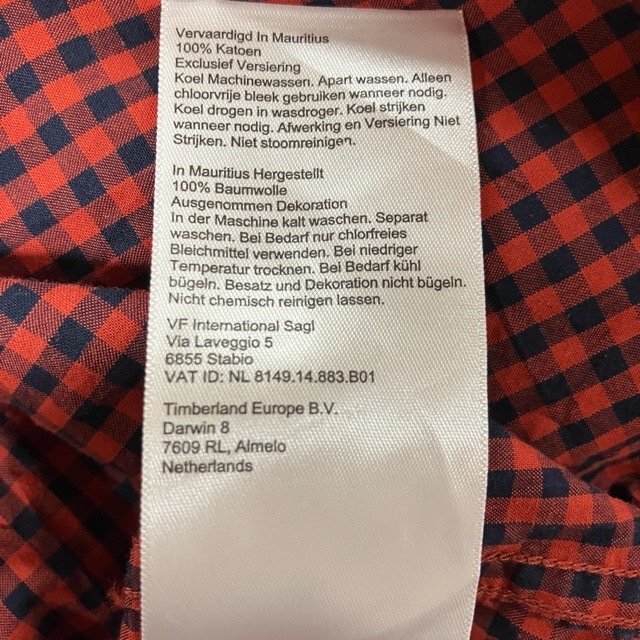 Vervaardigd In Mauritius
100% Katoen
Exclusief Versiering
Koel Machinewassen. Apart wassen. Alleen
chloorvrije bleek gebruiken wanneer nodig.
Koel drogen in wasdroger. Koel strijken
wanneer nodig. Afwerking en Versiering Niet
Strijken. Niet stoomreinigen.
In Mauritius Hergestellt
100% Baumwolle
Ausgenommen Dekoration
In der Maschine kalt waschen. Separat
waschen. Bei Bedarf nur chlorfreies
Bleichmittel verwenden. Bei niedriger
Temperatur trocknen. Bei Bedarf kühl
bügeln. Besatz und Dekoration nicht bügeln.
Nicht chemisch reinigen lassen.
VF International Sagl
Via Laveggio 5
6855 Stabio
VAT ID: NL 8149.14.883.B01
Timberland Europe B.V.
Darwin 8
7609 RL, Almelo
Netherlands